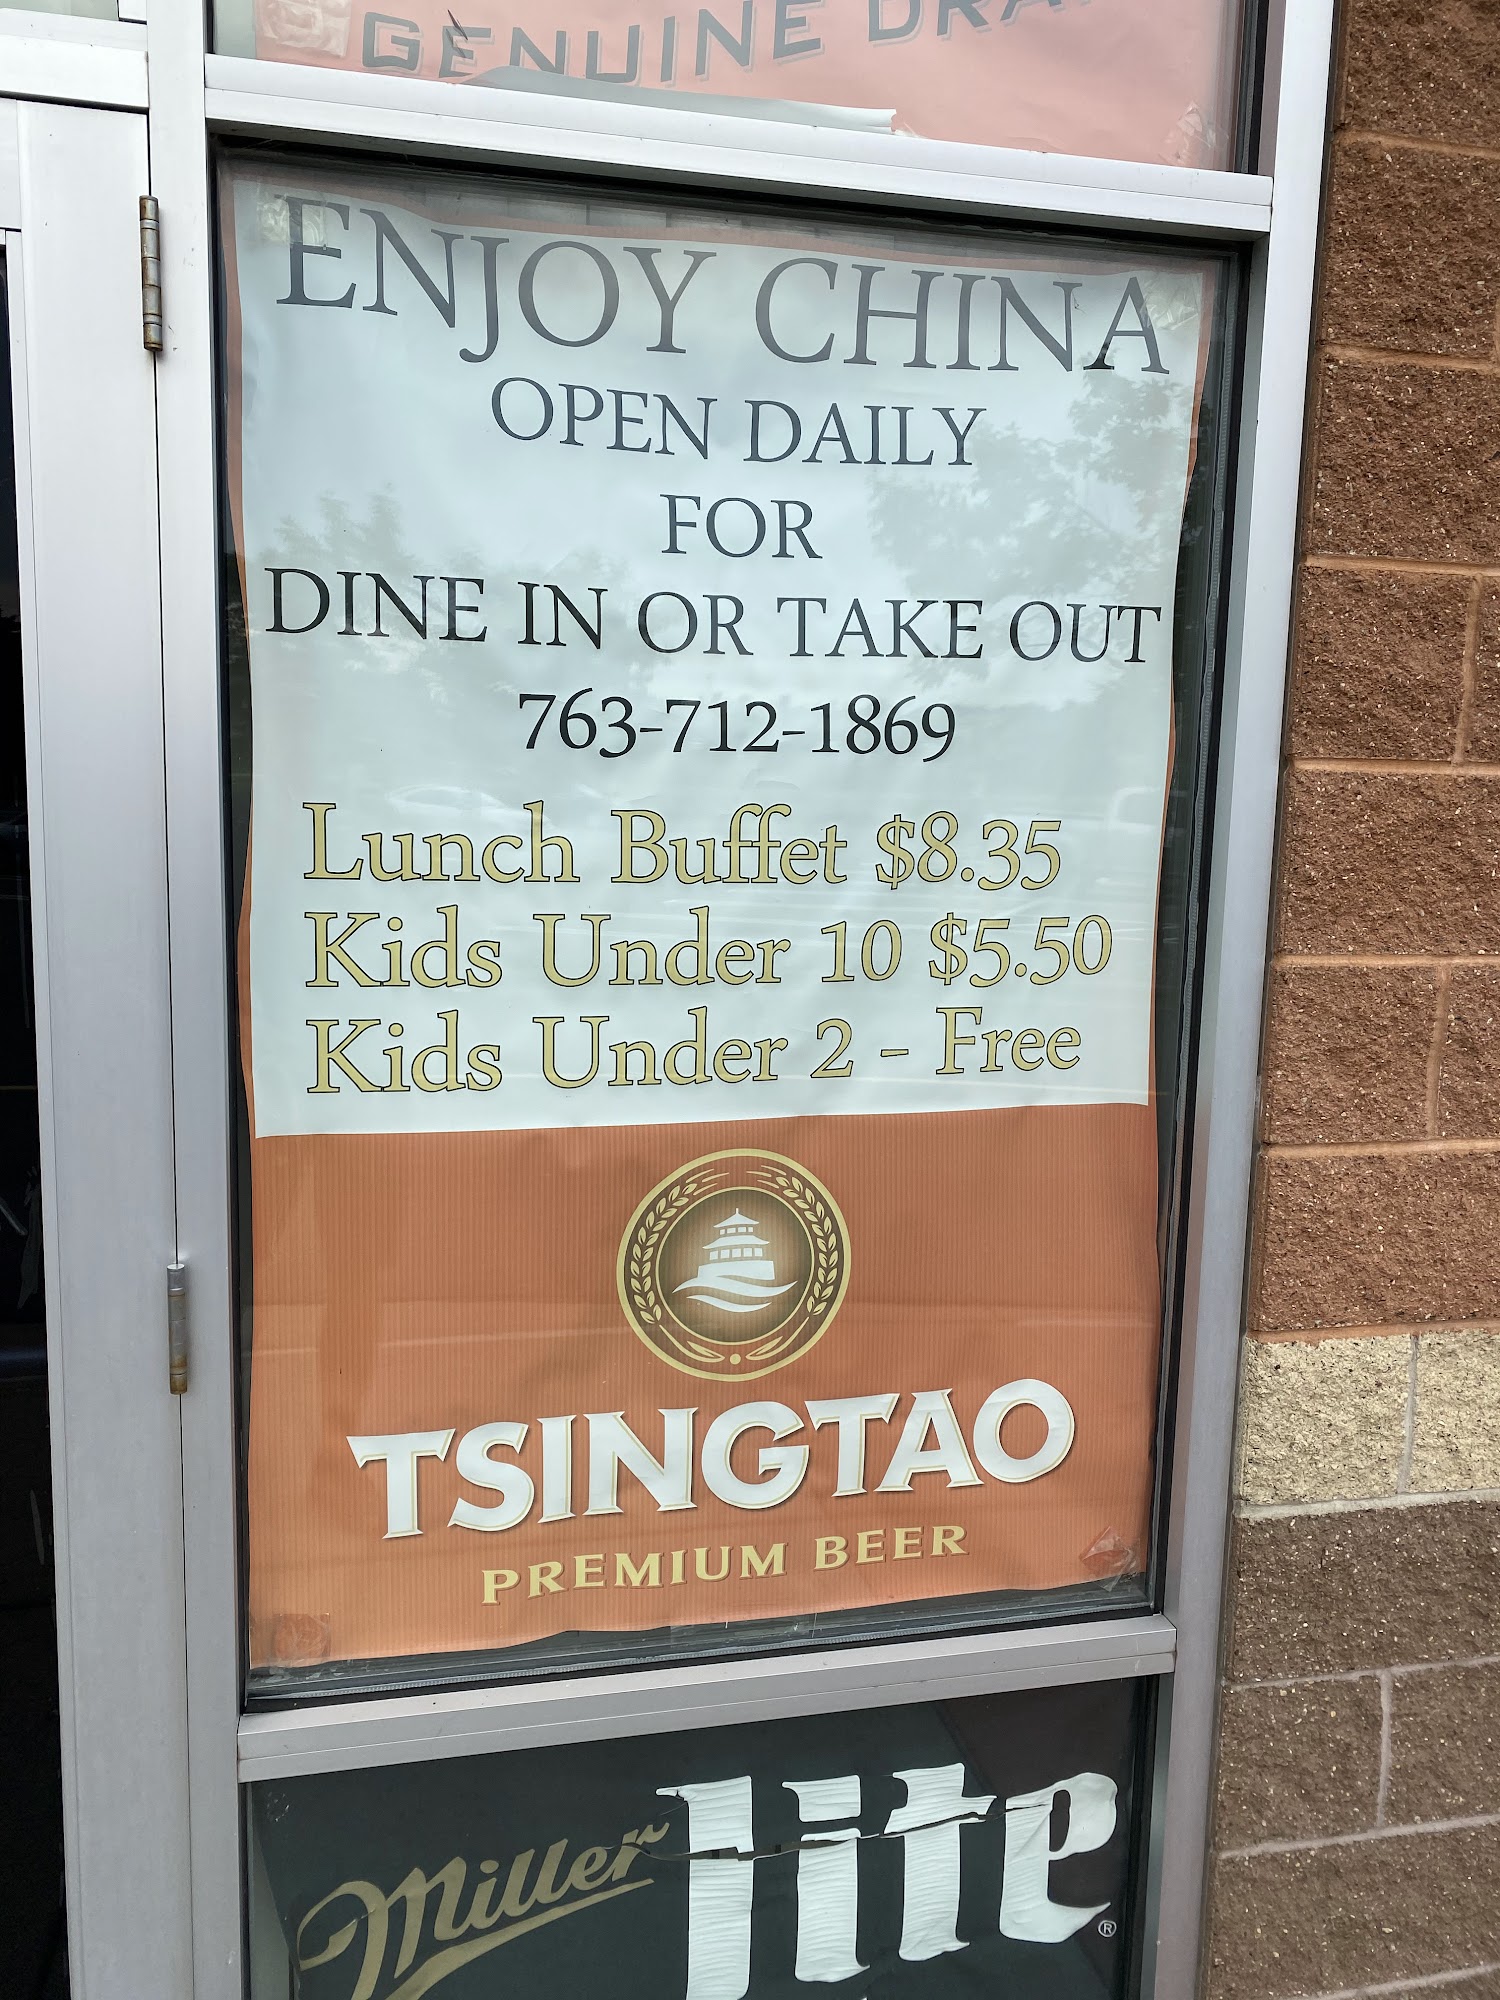 GENUINE
ENJOY CHINA
OPEN DAILY
FOR
DINE IN OR TAKE OUT
763-712-1869
Lunch Buffet $8.35
Kids Under 10 $5.50
Kids Under 2 - Free
TSINGTAO
PREMIUM BEER
Miller lite
®